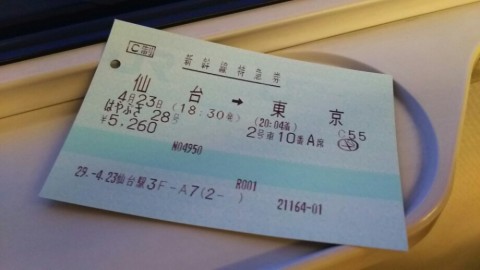 新幹線特急券
仙台 → 東京
4月23日 (18:30発) (20:04着) C55
はやぶさ 28号 2号車10番A席
¥5,260
N04950
R001
29.-4.23仙台駅3F-A7(2- ) 21164-01